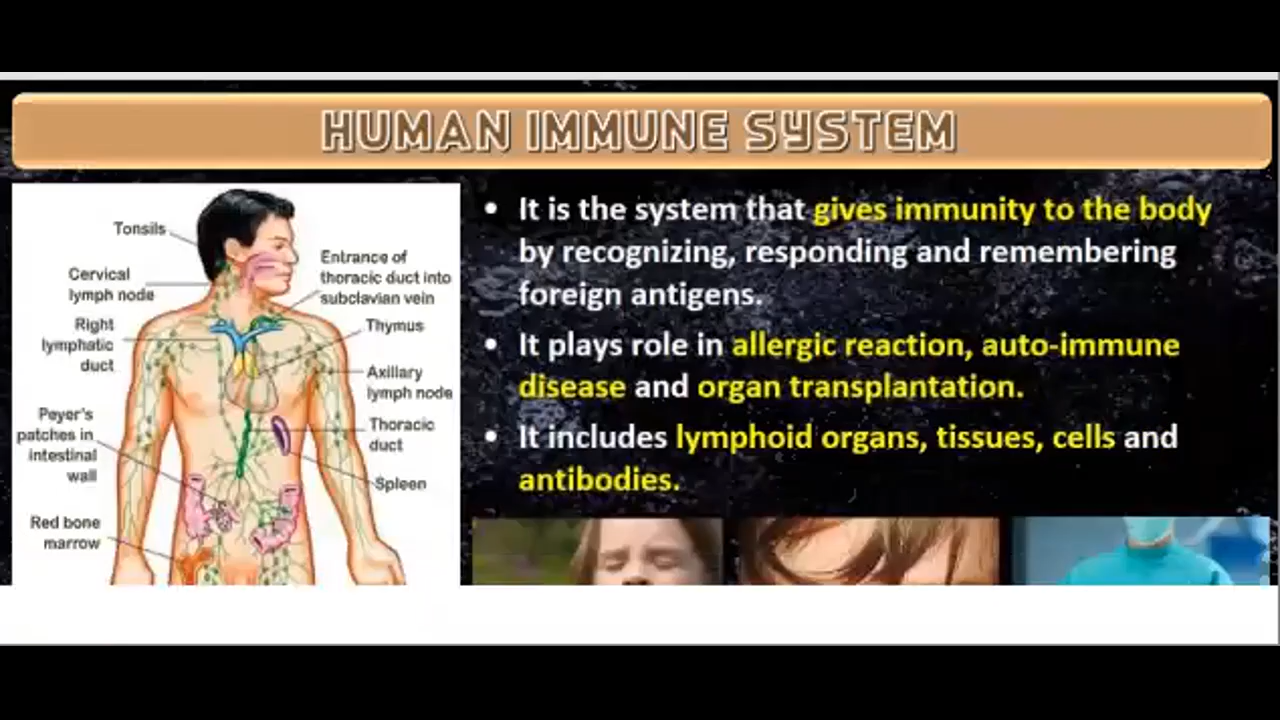 HUMAN IMMUNE SYSTEM
Tonsils
Cervical
lymph node
Right
lymphatic
duct
Peyer's
patches in
intestinal
wall
Red bone
marrow
Entrance of
thoracic duct into
subclavian vein
Thymus
Axillary
lymph node
Thoracic
duct
Spleen
• It is the system that gives immunity to the body
by recognizing, responding and remembering
foreign antigens.
• It plays role in allergic reaction, auto-immune
disease and organ transplantation.
• It includes lymphoid organs, tissues, cells and
antibodies.